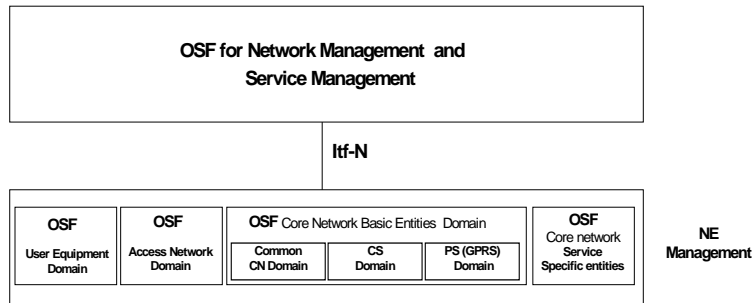 OSF for Network Management and
Service Management
Itf-N
OSF
User Equipment
Domain
OSF
Access Network
Domain
OSF Core Network Basic Entities Domain
Common
CN Domain
CS
Domain
PS (GPRS)
Domain
OSF
Core network
Service
Specific entities
NE
Management